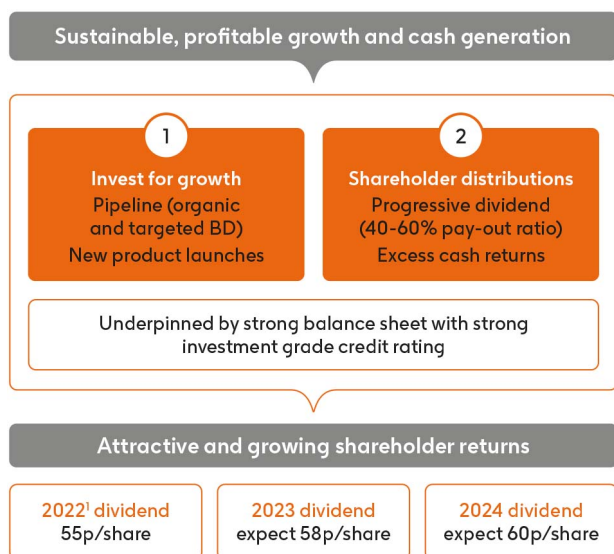 Sustainable, profitable growth and cash generation
1
Invest for growth
Pipeline (organic
and targeted BD)
New product launches
2
Shareholder distributions
Progressive dividend
(40-60% pay-out ratio)
Excess cash returns
Underpinned by strong balance sheet with strong
investment grade credit rating
Attractive and growing shareholder returns
2022¹ dividend
55p/share
2023 dividend
expect 58p/share
2024 dividend
expect 60p/share